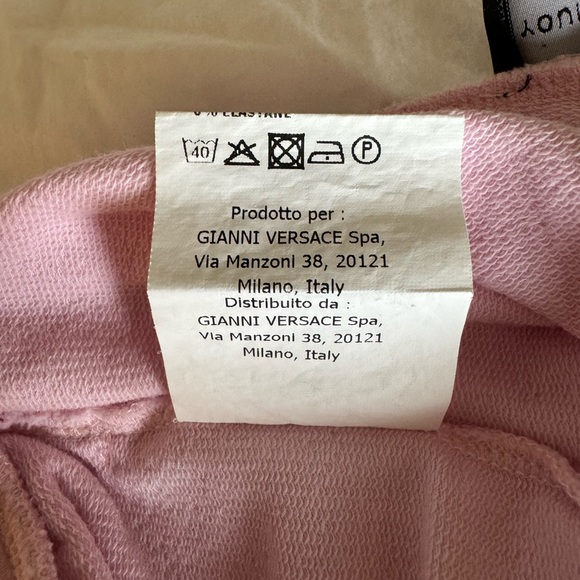 % ELASTANE
40 P
Prodotto per :
GIANNI VERSACE Spa,
Via Manzoni 38, 20121
Milano, Italy
Distribuito da :
GIANNI VERSACE Spa,
Via Manzoni 38, 20121
Milano, Italy